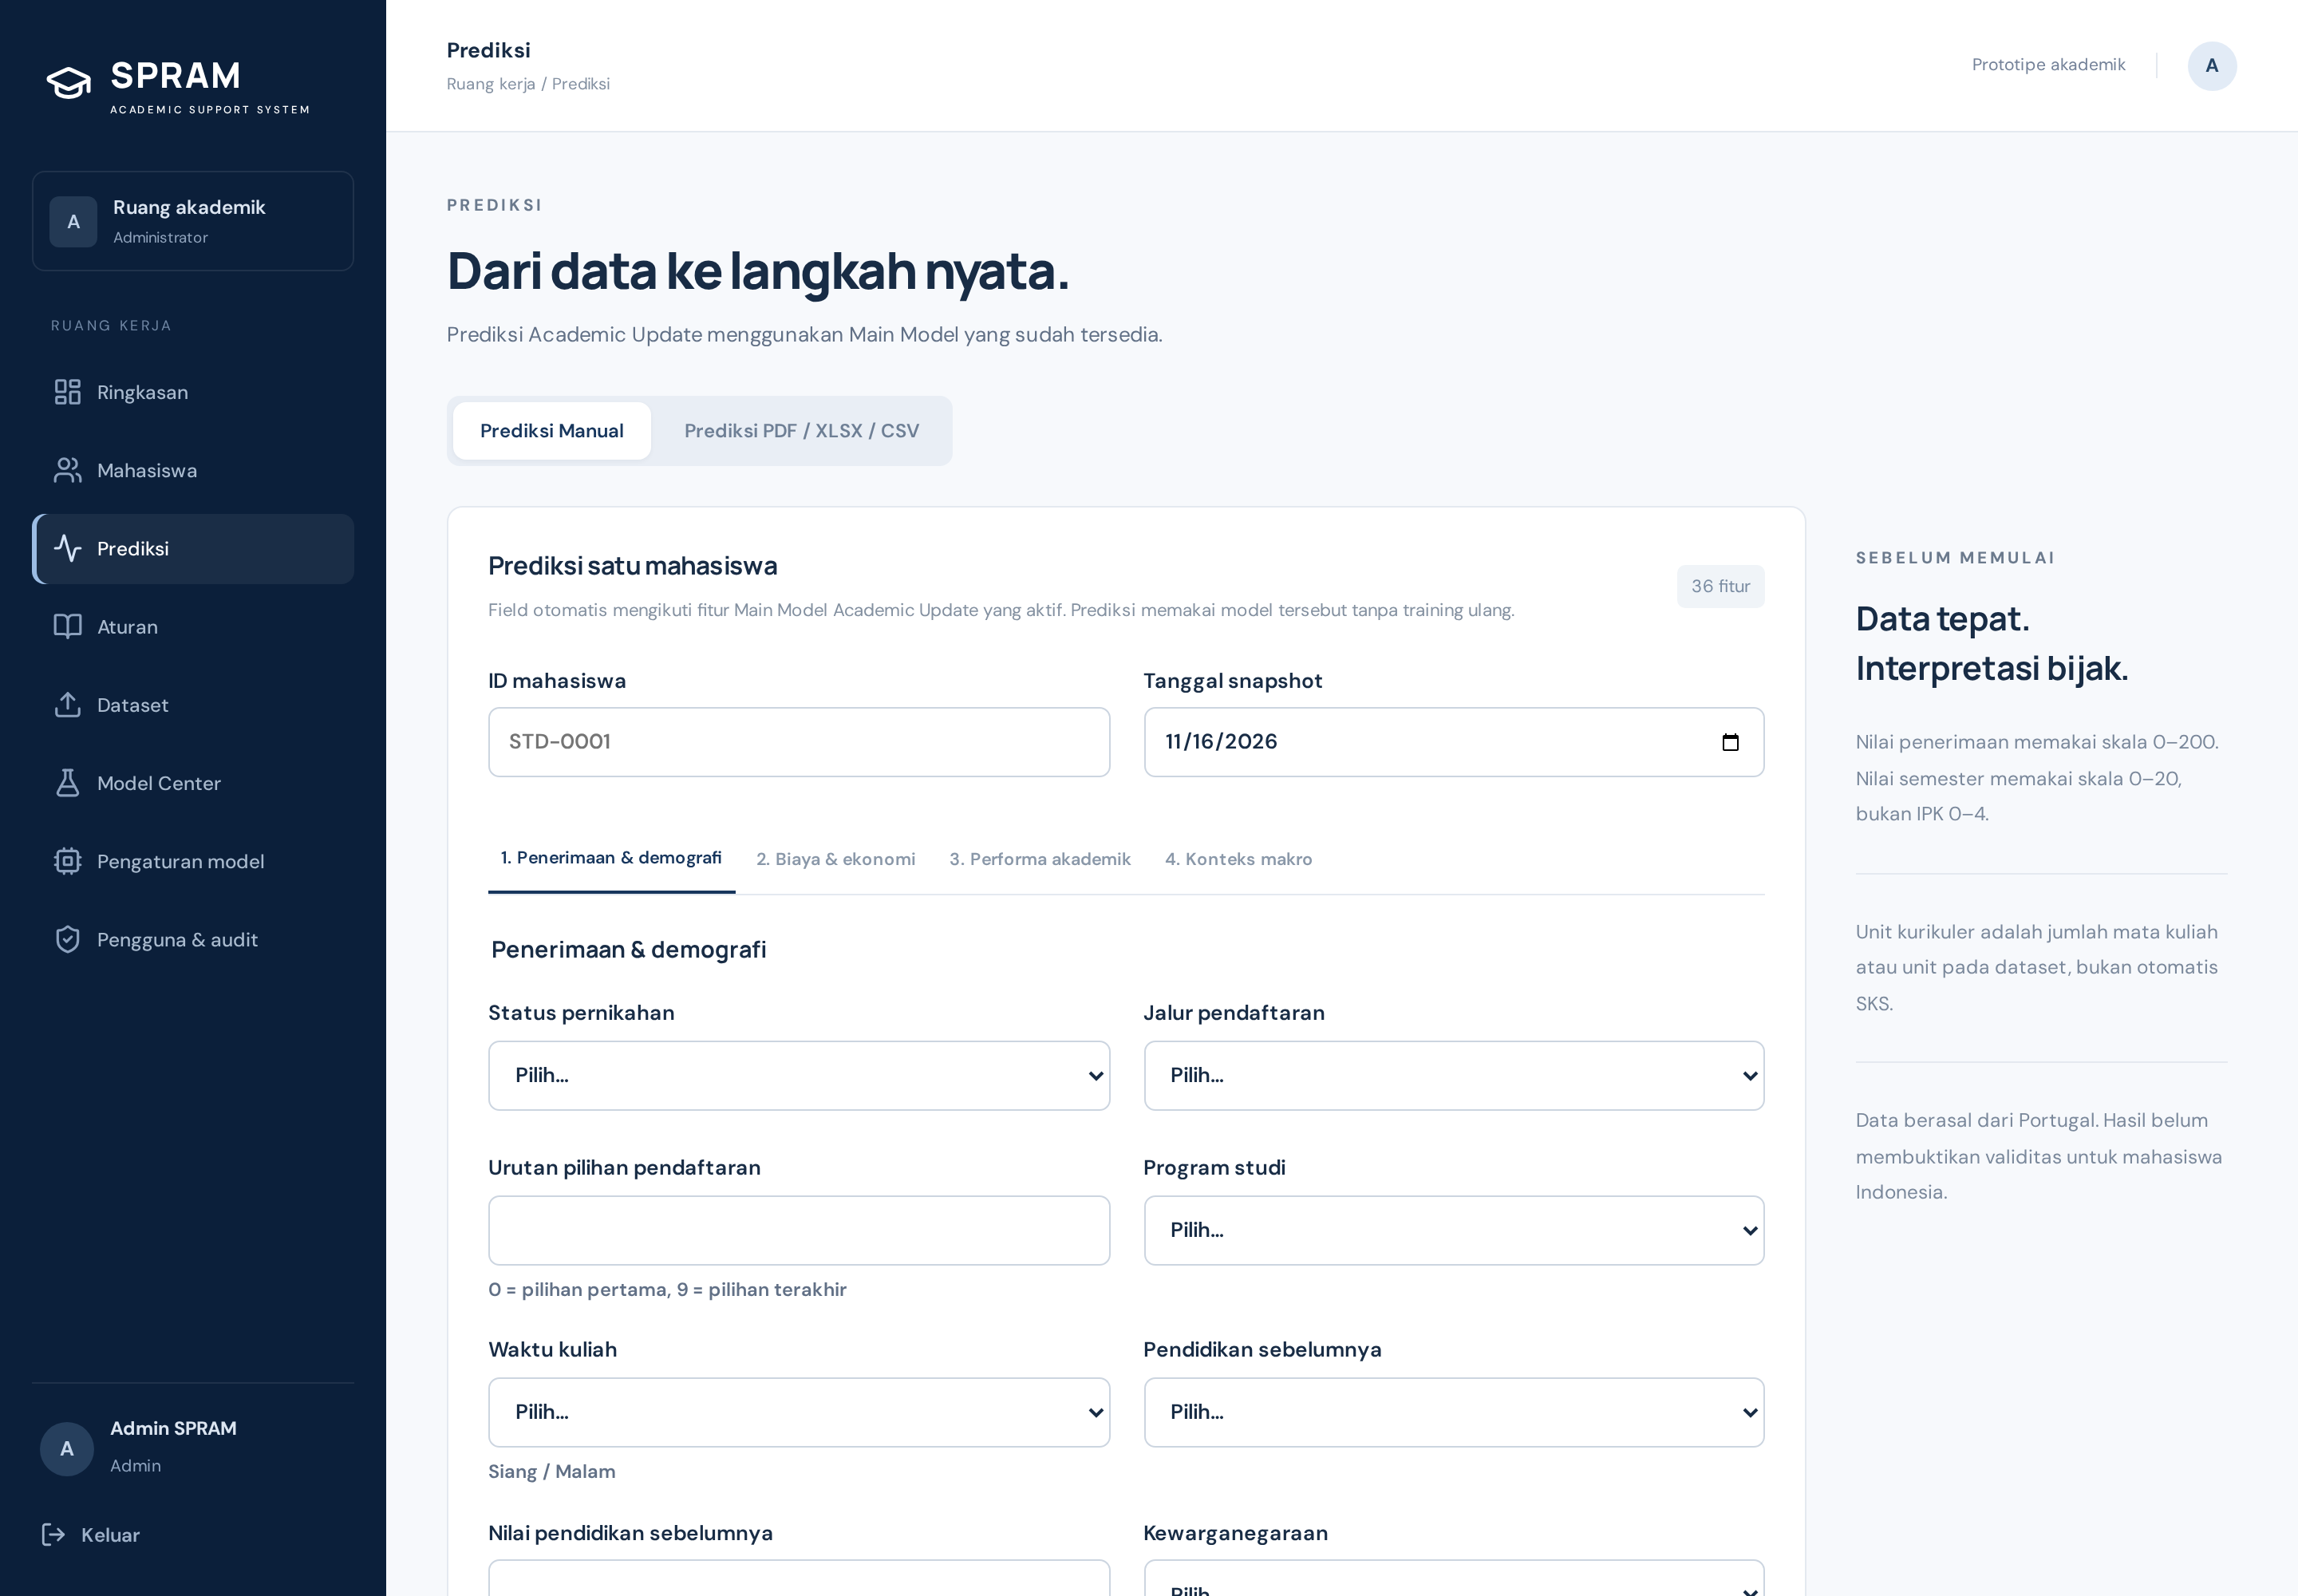 SPRAM
ACADEMIC SUPPORT SYSTEM
A
Ruang akademik
Administrator
RUANG KERJA
Ringkasan
Mahasiswa
Prediksi
Aturan
Dataset
Model Center
Pengaturan model
Pengguna & audit
A
Admin SPRAM
Admin
Keluar
Prediksi
Ruang kerja / Prediksi
Prototipe akademik
A
PREDIKSI
Dari data ke langkah nyata.
Prediksi Academic Update menggunakan Main Model yang sudah tersedia.
Prediksi Manual
Prediksi PDF / XLSX / CSV
Prediksi satu mahasiswa
Field otomatis mengikuti fitur Main Model Academic Update yang aktif. Prediksi memakai model tersebut tanpa training ulang.
36 fitur
ID mahasiswa
STD-0001
Tanggal snapshot
11/16/2026
1. Penerimaan & demografi
2. Biaya & ekonomi
3. Performa akademik
4. Konteks makro
Penerimaan & demografi
Status pernikahan
Pilih...
Jalur pendaftaran
Pilih...
Urutan pilihan pendaftaran
0 = pilihan pertama, 9 = pilihan terakhir
Program studi
Pilih...
Waktu kuliah
Pilih...
Siang / Malam
Pendidikan sebelumnya
Pilih...
Nilai pendidikan sebelumnya
Kewarganegaraan
Pilih...
SEBELUM MEMULAI
Data tepat.
Interpretasi bijak.
Nilai penerimaan memakai skala 0–200.
Nilai semester memakai skala 0–20,
bukan IPK 0–4.
Unit kurikuler adalah jumlah mata kuliah
atau unit pada dataset, bukan otomatis
SKS.
Data berasal dari Portugal. Hasil belum
membuktikan validitas untuk mahasiswa
Indonesia.